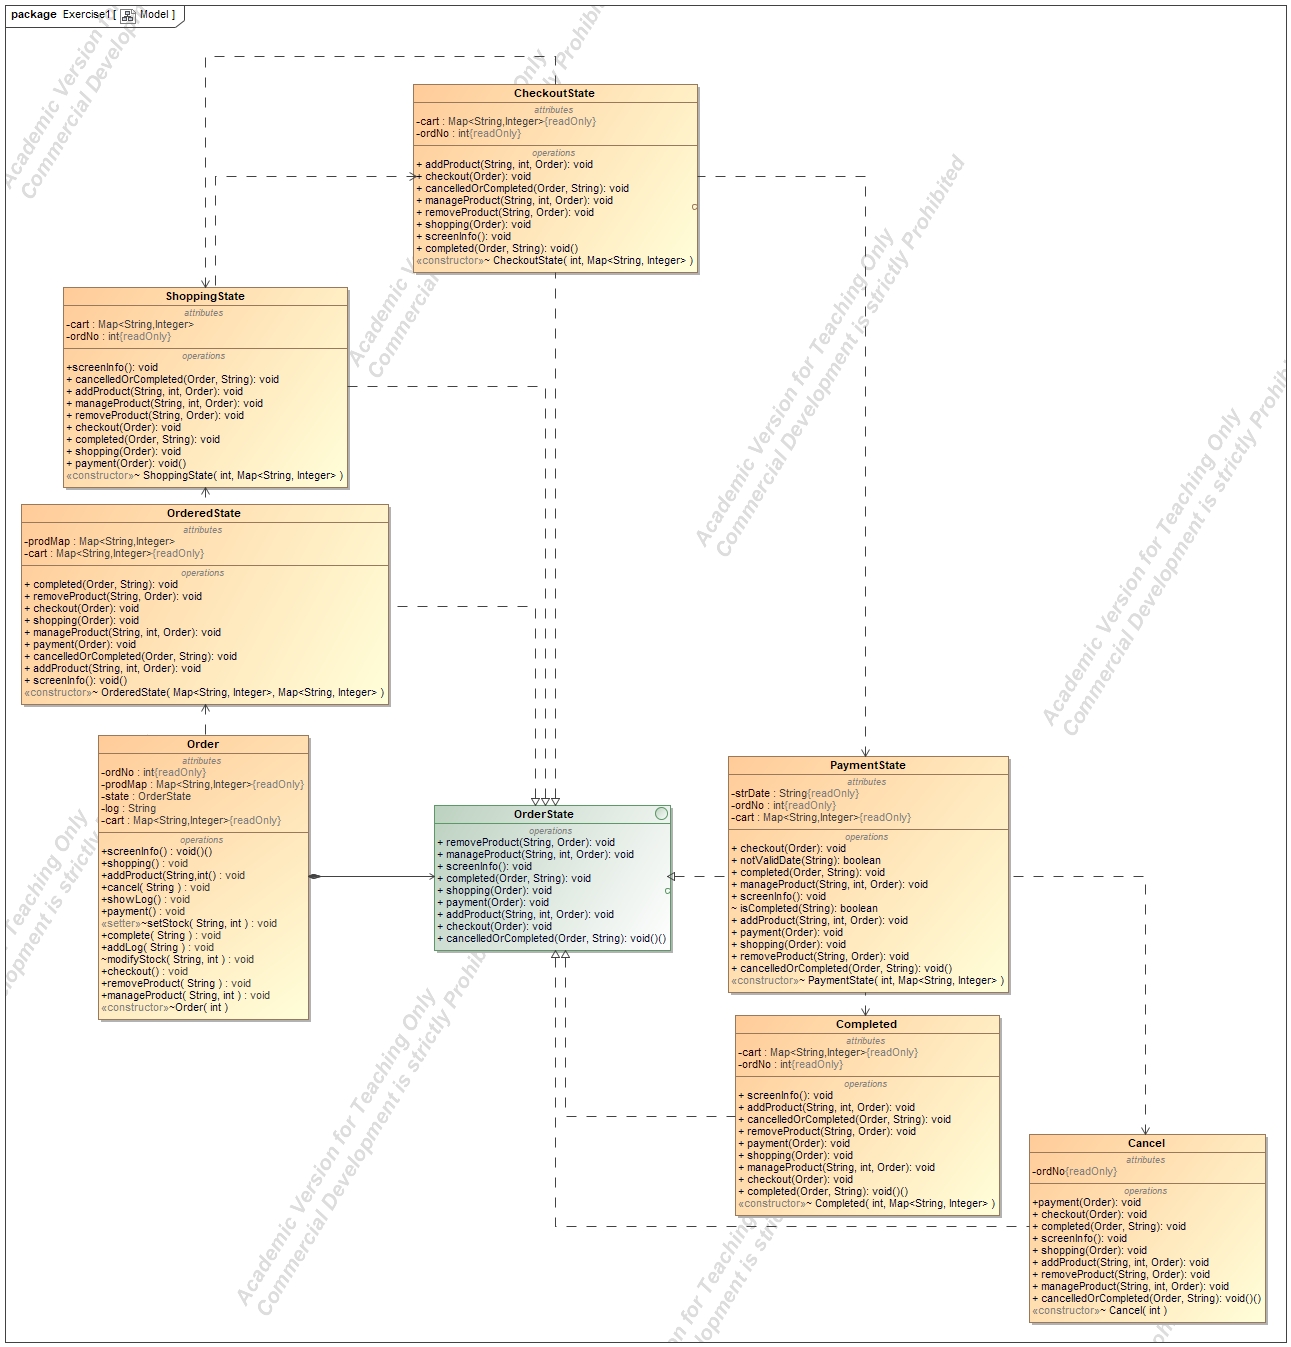 package Exercise1[ Model ]
CheckoutState
attributes
-cart : Map<String,Integer>{readOnly}
-ordNo : int{readOnly}
operations
+ addProduct(String, int, Order): void
+ checkout(Order): void
+ cancelledOrCompleted(Order, String): void
+ manageProduct(String, int, Order): void
+ removeProduct(String, Order): void
+ shopping(Order): void
+ screenInfo(): void
+ completed(Order, String): void()
«constructor»~ CheckoutState( int, Map<String, Integer> )
ShoppingState
attributes
-cart : Map<String,Integer>
-ordNo : int{readOnly}
operations
+screenInfo(): void
+ cancelledOrCompleted(Order, String): void
+ addProduct(String, int, Order): void
+ manageProduct(String, int, Order): void
+ removeProduct(String, Order): void
+ checkout(Order): void
+ completed(Order, String): void
+ shopping(Order): void
+ payment(Order): void()
«constructor»~ ShoppingState( int, Map<String, Integer> )
OrderedState
attributes
-prodMap : Map<String,Integer>
-cart : Map<String,Integer>{readOnly}
operations
+ completed(Order, String): void
+ removeProduct(String, Order): void
+ checkout(Order): void
+ shopping(Order): void
+ manageProduct(String, int, Order): void
+ payment(Order): void
+ cancelledOrCompleted(Order, String): void
+ addProduct(String, int, Order): void
+ screenInfo(): void()
«constructor»~ OrderedState( Map<String, Integer>, Map<String, Integer> )
Order
attributes
-ordNo : int{readOnly}
-prodMap : Map<String,Integer>{readOnly}
-state : OrderState
-log : String
-cart : Map<String,Integer>{readOnly}
operations
+screenInfo() : void()()
+shopping() : void
+addProduct(String,int() : void
+cancel( String ) : void
+showLog() : void
+payment() : void
«setter»~setStock( String, int ) : void
+complete( String ) : void
+addLog( String ) : void
~modifyStock( String, int ) : void
+checkout() : void
+removeProduct( String ) : void
+manageProduct( String, int ) : void
«constructor»~Order( int )
OrderState
operations
+ removeProduct(String, Order): void
+ manageProduct(String, int, Order): void
+ screenInfo(): void
+ completed(Order, String): void
+ shopping(Order): void
+ payment(Order): void
+ addProduct(String, int, Order): void
+ checkout(Order): void
+ cancelledOrCompleted(Order, String): void()()
PaymentState
attributes
-strDate : String{readOnly}
-ordNo : int{readOnly}
-cart : Map<String,Integer>{readOnly}
operations
+ checkout(Order): void
+ notValidDate(String): boolean
+ completed(Order, String): void
+ manageProduct(String, int, Order): void
+ screenInfo(): void
~ isCompleted(String): boolean
+ addProduct(String, int, Order): void
+ payment(Order): void
+ shopping(Order): void
+ removeProduct(String, Order): void
+ cancelledOrCompleted(Order, String): void()
«constructor»~ PaymentState( int, Map<String, Integer> )
Completed
attributes
-cart : Map<String,Integer>{readOnly}
-ordNo : int{readOnly}
operations
+ screenInfo(): void
+ addProduct(String, int, Order): void
+ cancelledOrCompleted(Order, String): void
+ removeProduct(String, Order): void
+ payment(Order): void
+ shopping(Order): void
+ manageProduct(String, int, Order): void
+ checkout(Order): void
+ completed(Order, String): void()()
«constructor»~ Completed( int, Map<String, Integer> )
Cancel
attributes
-ordNo{readOnly}
operations
+payment(Order): void
+ checkout(Order): void
+ completed(Order, String): void
+ screenInfo(): void
+ shopping(Order): void
+ addProduct(String, int, Order): void
+ removeProduct(String, Order): void
+ manageProduct(String, int, Order): void
+ cancelledOrCompleted(Order, String): void()()
«constructor»~ Cancel( int )
Academic Version for Teaching Only
Commercial Development is strictly Prohibited
Academic Version for Teaching Only
Commercial Development is strictly Prohibited
Academic Version for Teaching Only
Commercial Development is strictly Prohibited